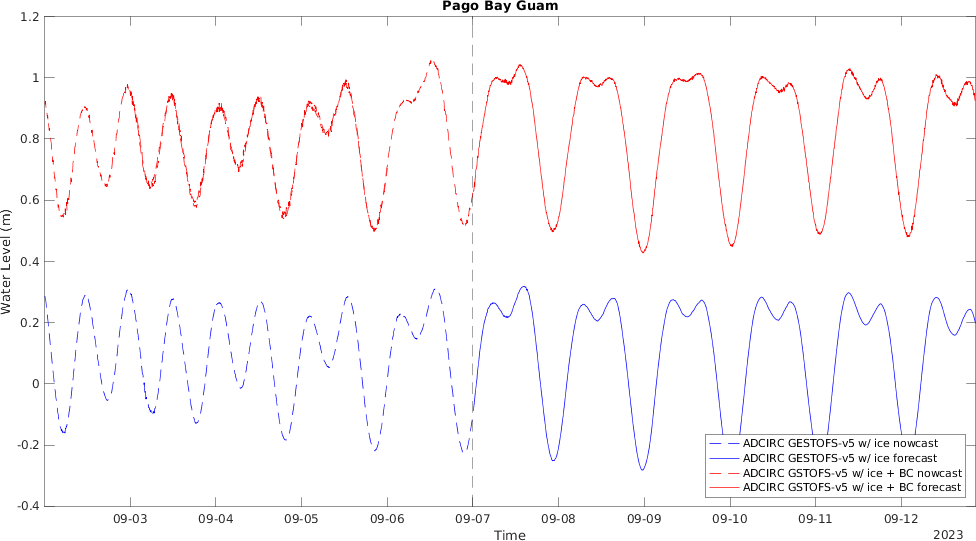 Pago Bay Guam
1.2
1
0.8
0.6
0.4
0.2
0
-0.2
-0.4
Water Level (m)
ADCIRC GESTOFS-v5 w/ ice nowcast
ADCIRC GESTOFS-v5 w/ ice forecast
ADCIRC GSTOFS-v5 w/ ice + BC nowcast
ADCIRC GSTOFS-v5 w/ ice + BC forecast
09-03 09-04 09-05 09-06 09-07 09-08 09-09 09-10 09-11 09-12
Time
2023